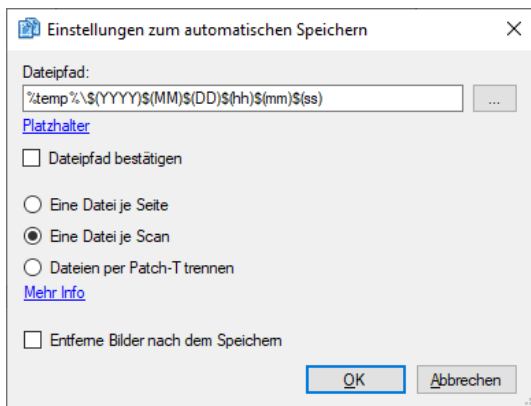 Einstellungen zum automatischen Speichern
Dateipfad:
%temp%\$(YYYY)$(MM)$(DD)$(hh)$(mm)$(ss)
...
Platzhalter
Dateipfad bestätigen
Eine Datei je Seite
Eine Datei je Scan
Dateien per Patch-T trennen
Mehr Info
Entferne Bilder nach dem Speichern
OK Abbrechen